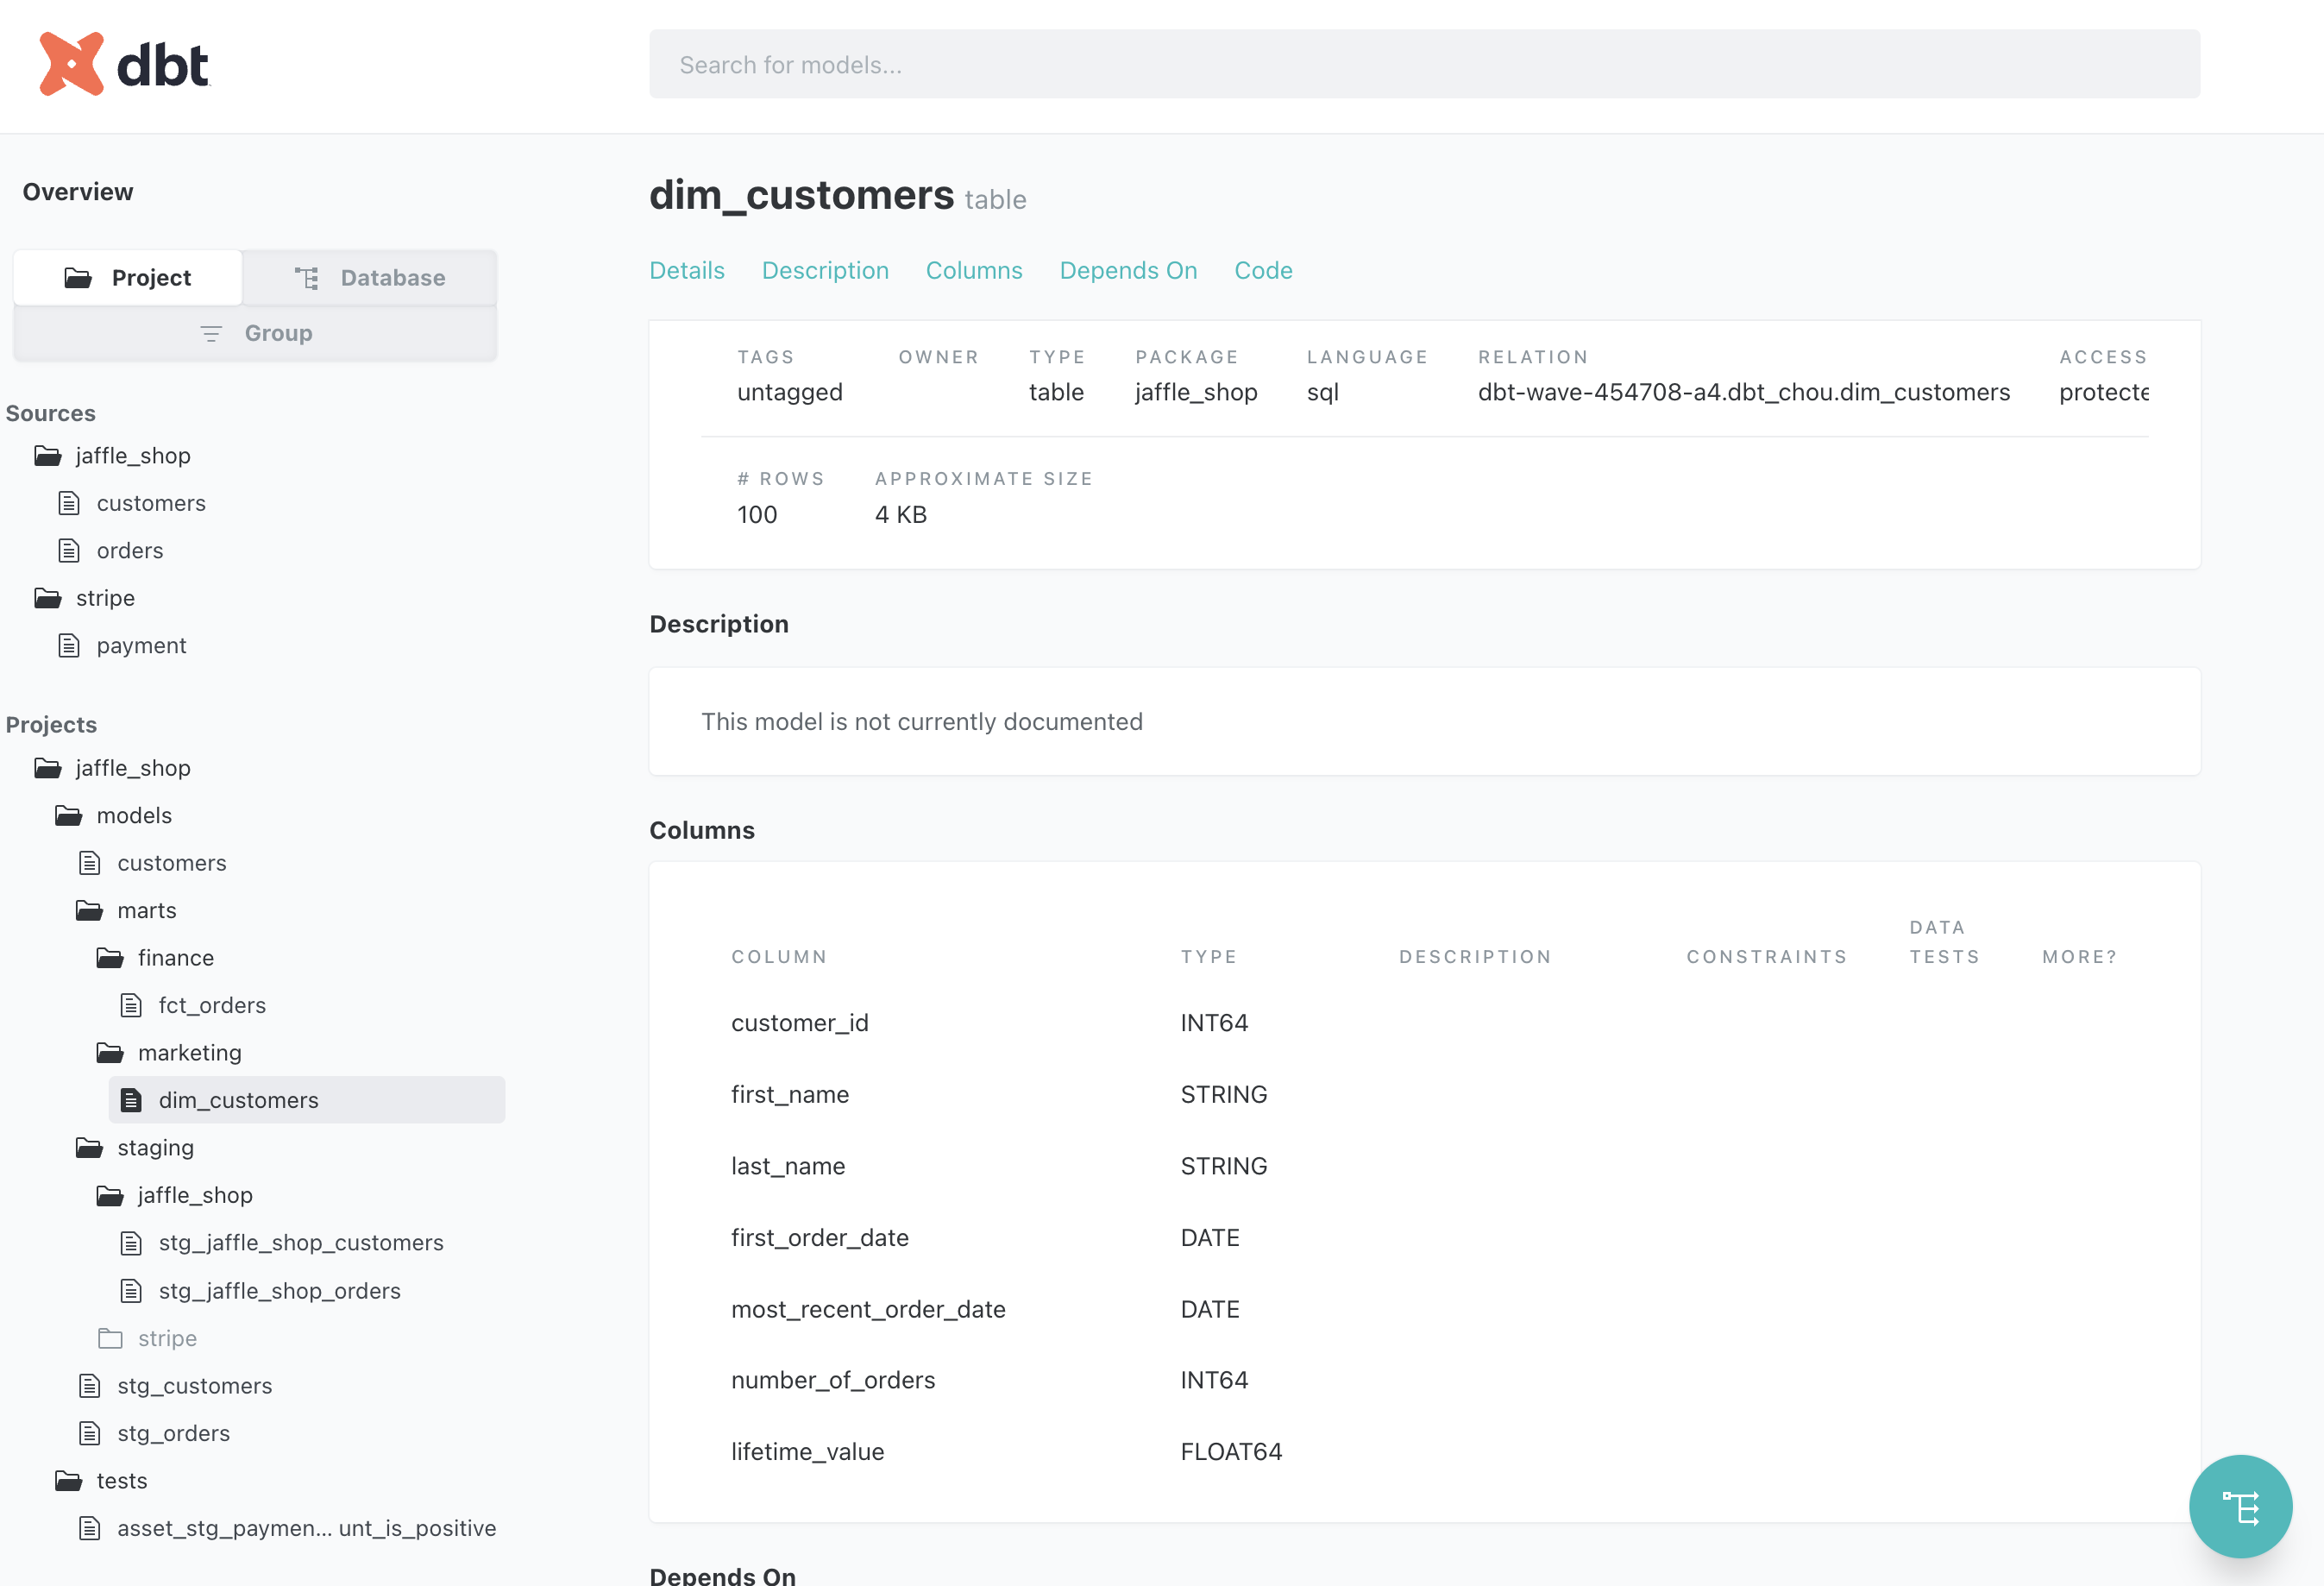 dbt
Search for models...
Overview
Project
Database
Group
Sources
jaffle_shop
customers
orders
stripe
payment
Projects
jaffle_shop
models
customers
marts
finance
fct_orders
marketing
dim_customers
staging
jaffle_shop
stg_jaffle_shop_customers
stg_jaffle_shop_orders
stripe
stg_customers
stg_orders
tests
asset_stg_paymen... unt_is_positive
dim_customers table
Details Description Columns Depends On Code
TAGS OWNER TYPE PACKAGE LANGUAGE RELATION ACCESS
untagged table jaffle_shop sql dbt-wave-454708-a4.dbt_chou.dim_customers protecte
# ROWS APPROXIMATE SIZE
100 4 KB
Description
This model is not currently documented
Columns
COLUMN TYPE DESCRIPTION CONSTRAINTS DATA TESTS MORE?
customer_id INT64
first_name STRING
last_name STRING
first_order_date DATE
most_recent_order_date DATE
number_of_orders INT64
lifetime_value FLOAT64
Depends On